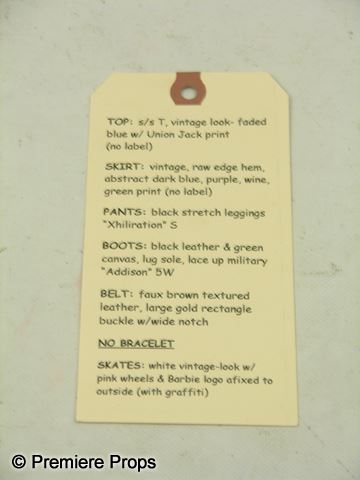 TOP: s/s T, vintage look- faded
blue w/ Union Jack print
(no label)
SKIRT: vintage, raw edge hem,
abstract dark blue, purple, wine,
green print (no label)
PANTS: black stretch leggings
"Xhiliration" S
BOOTS: black leather & green
canvas, lug sole, lace up military
"Addison" 5W
BELT: faux brown textured
leather, large gold rectangle
buckle w/wide notch
NO BRACELET
SKATES: white vintage-look w/
pink wheels & Barbie logo afixed to
outside (with graffiti)
© Premiere Props